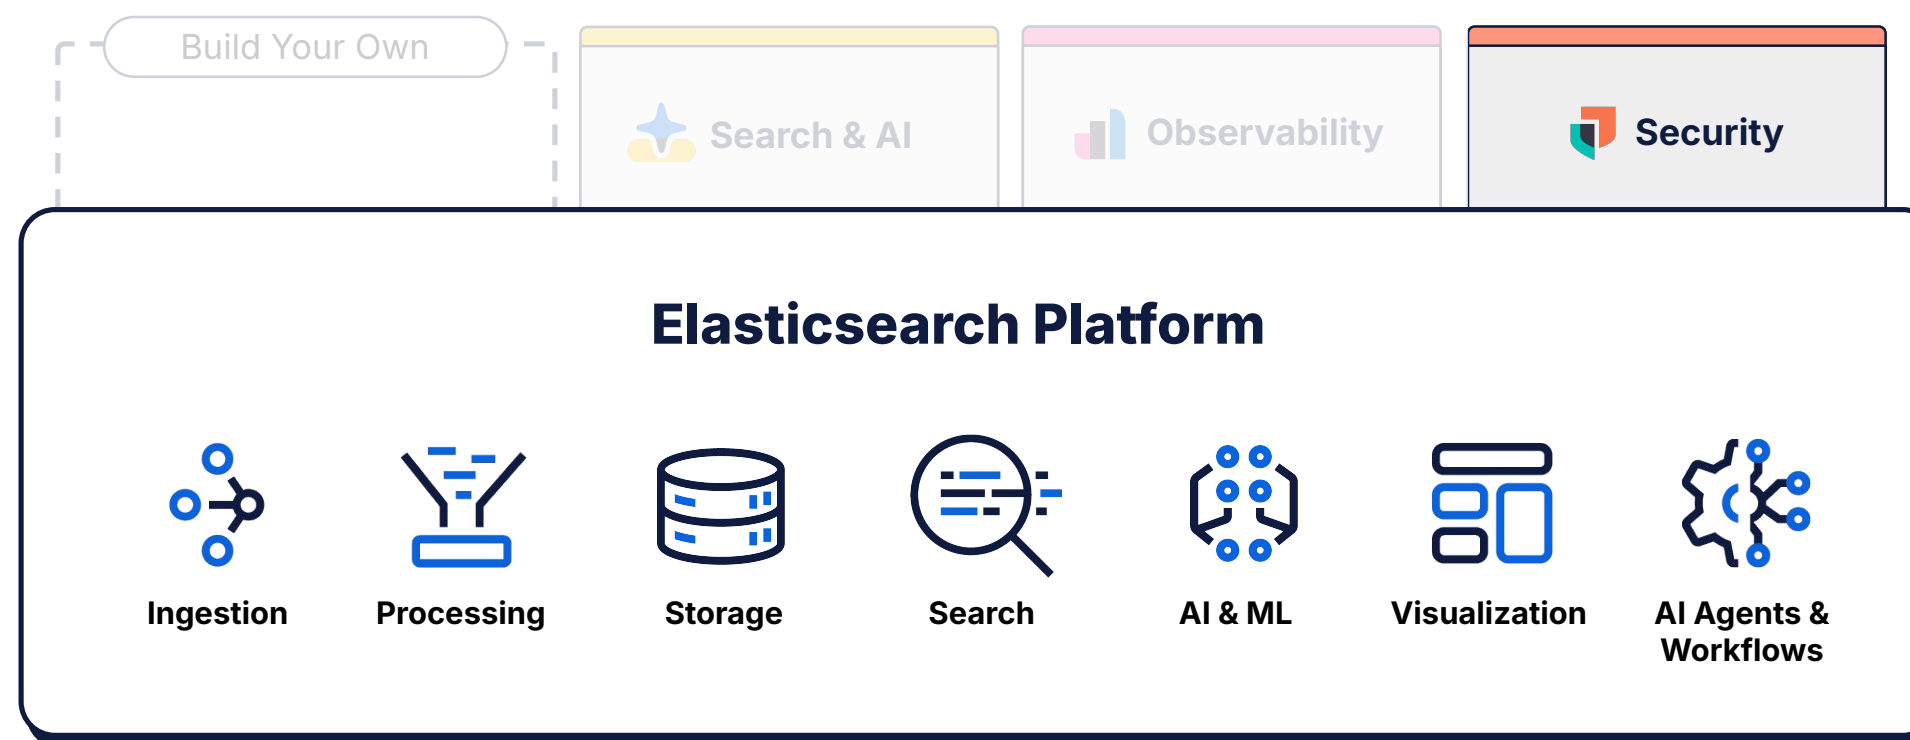 Build Your Own
Search & AI
Observability
Security
Elasticsearch Platform
Ingestion
Processing
Storage
Search
AI & ML
Visualization
AI Agents &
Workflows